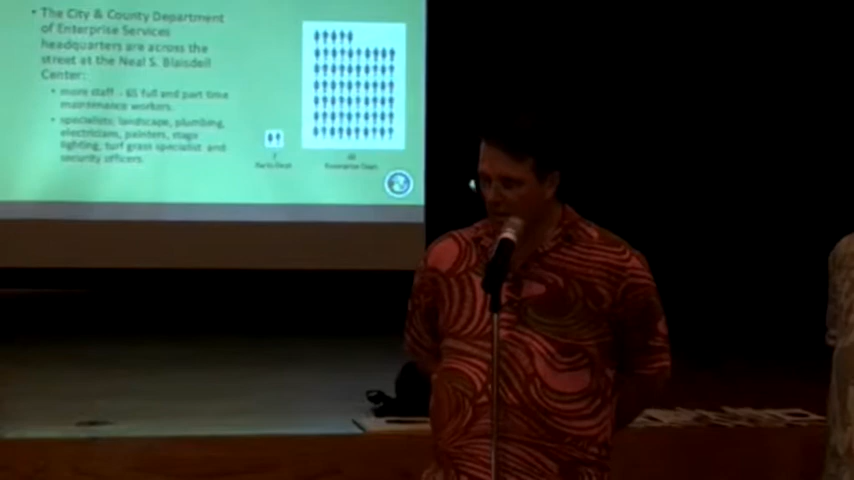 • The City & County Department
of Enterprise Services
headquarters are across the
street at the Neal S. Blaisdell
Center:
• more staff - 65 full and part time
maintenance workers.
• specialists: landscape, plumbing,
electricians, painters, stage
lighting, turf grass specialist and
security officers.